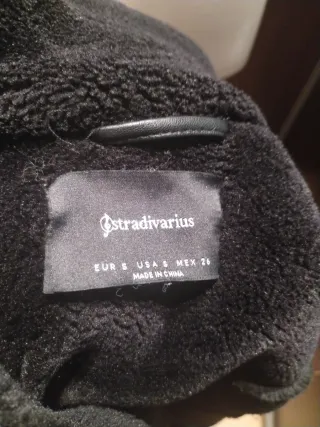 stradivarius
EUR S USA S MEX 26
MADE IN CHINA